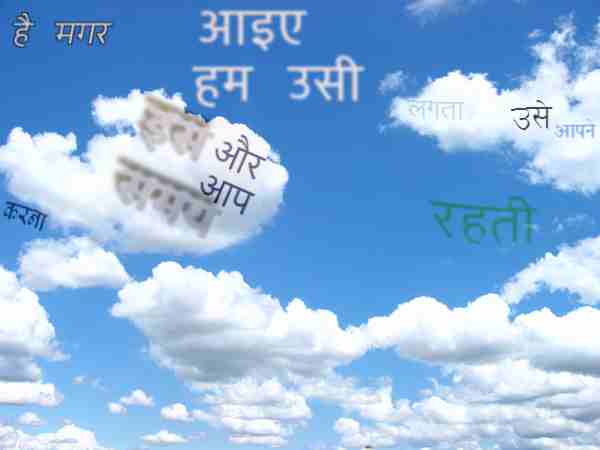 है मगर
आइए
हम उसी
लगता
उसे
आपने
और
आप
करना
रहती